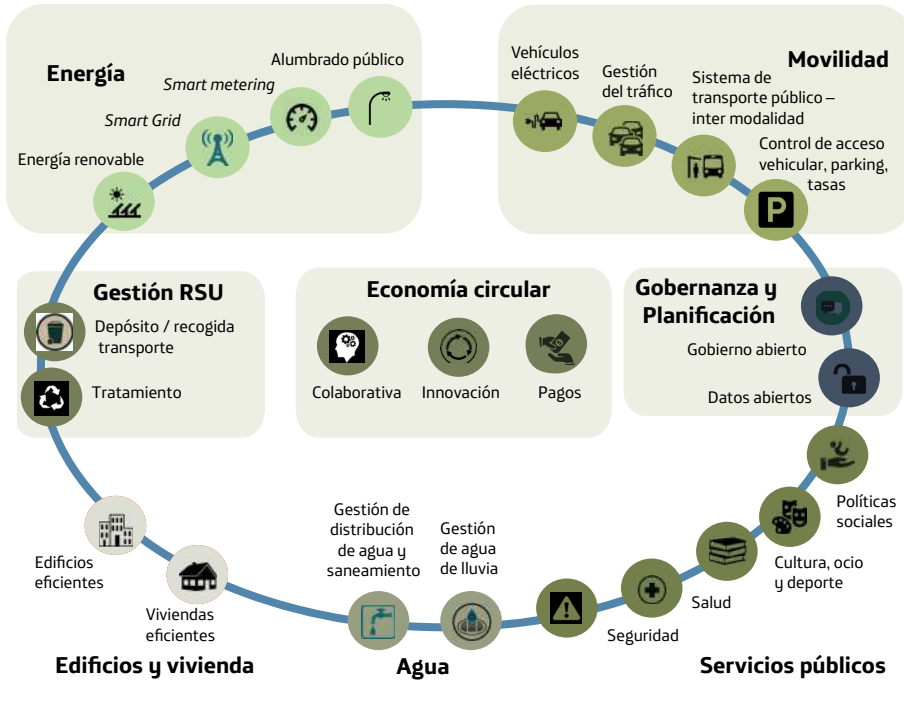 Energía
Alumbrado público
Smart metering
Smart Grid
Energía renovable
Movilidad
Vehículos
eléctricos
Gestión
del tráfico
Sistema de
transporte público –
inter modalidad
Control de acceso
vehicular, parking,
tasas
P
Gestión RSU
Depósito / recogida
transporte
Tratamiento
Economía circular
Colaborativa
Innovación
Pagos
Gobernanza y
Planificación
Gobierno abierto
Datos abiertos
Políticas
sociales
Cultura, ocio
y deporte
Salud
Seguridad
Servicios públicos
Gestión de
distribución
de agua y
saneamiento
Gestión
de agua
de lluvia
Agua
Edificios
eficientes
Viviendas
eficientes
Edificios y vivienda